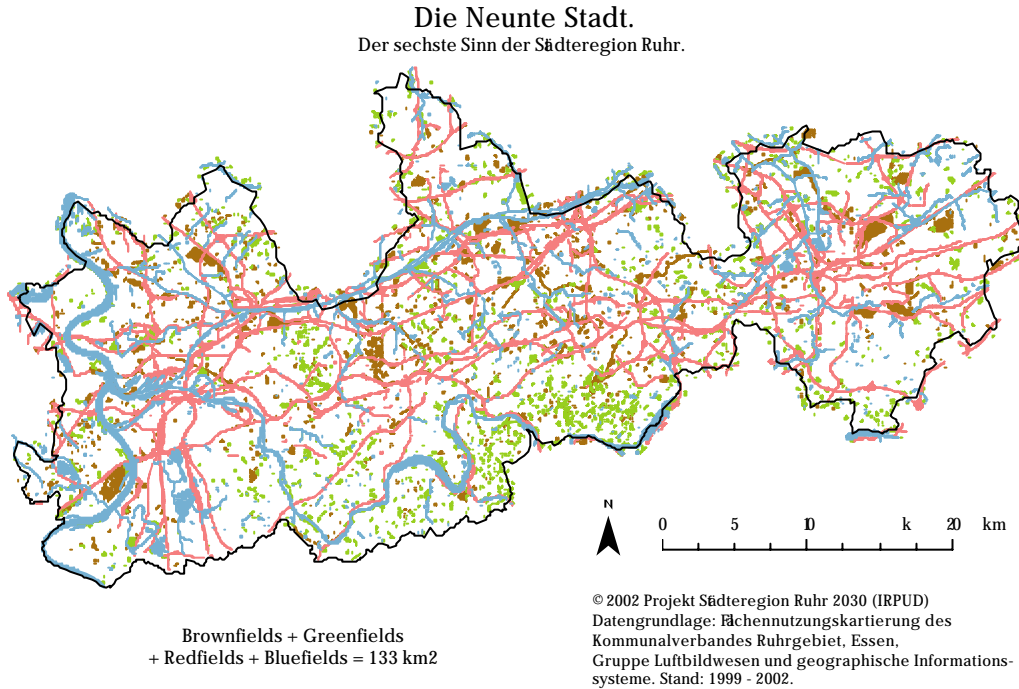 Die Neunte Stadt.
Der sechste Sinn der Städteregion Ruhr.
N
0 5 10 k 20 km
© 2002 Projekt Städteregion Ruhr 2030 (IRPUD)
Datengrundlage: Flächennutzungskartierung des
Kommunalverbandes Ruhrgebiet, Essen,
Gruppe Luftbildwesen und geographische Informations-
systeme. Stand: 1999 - 2002.
Brownfields + Greenfields
+ Redfields + Bluefields = 133 km2